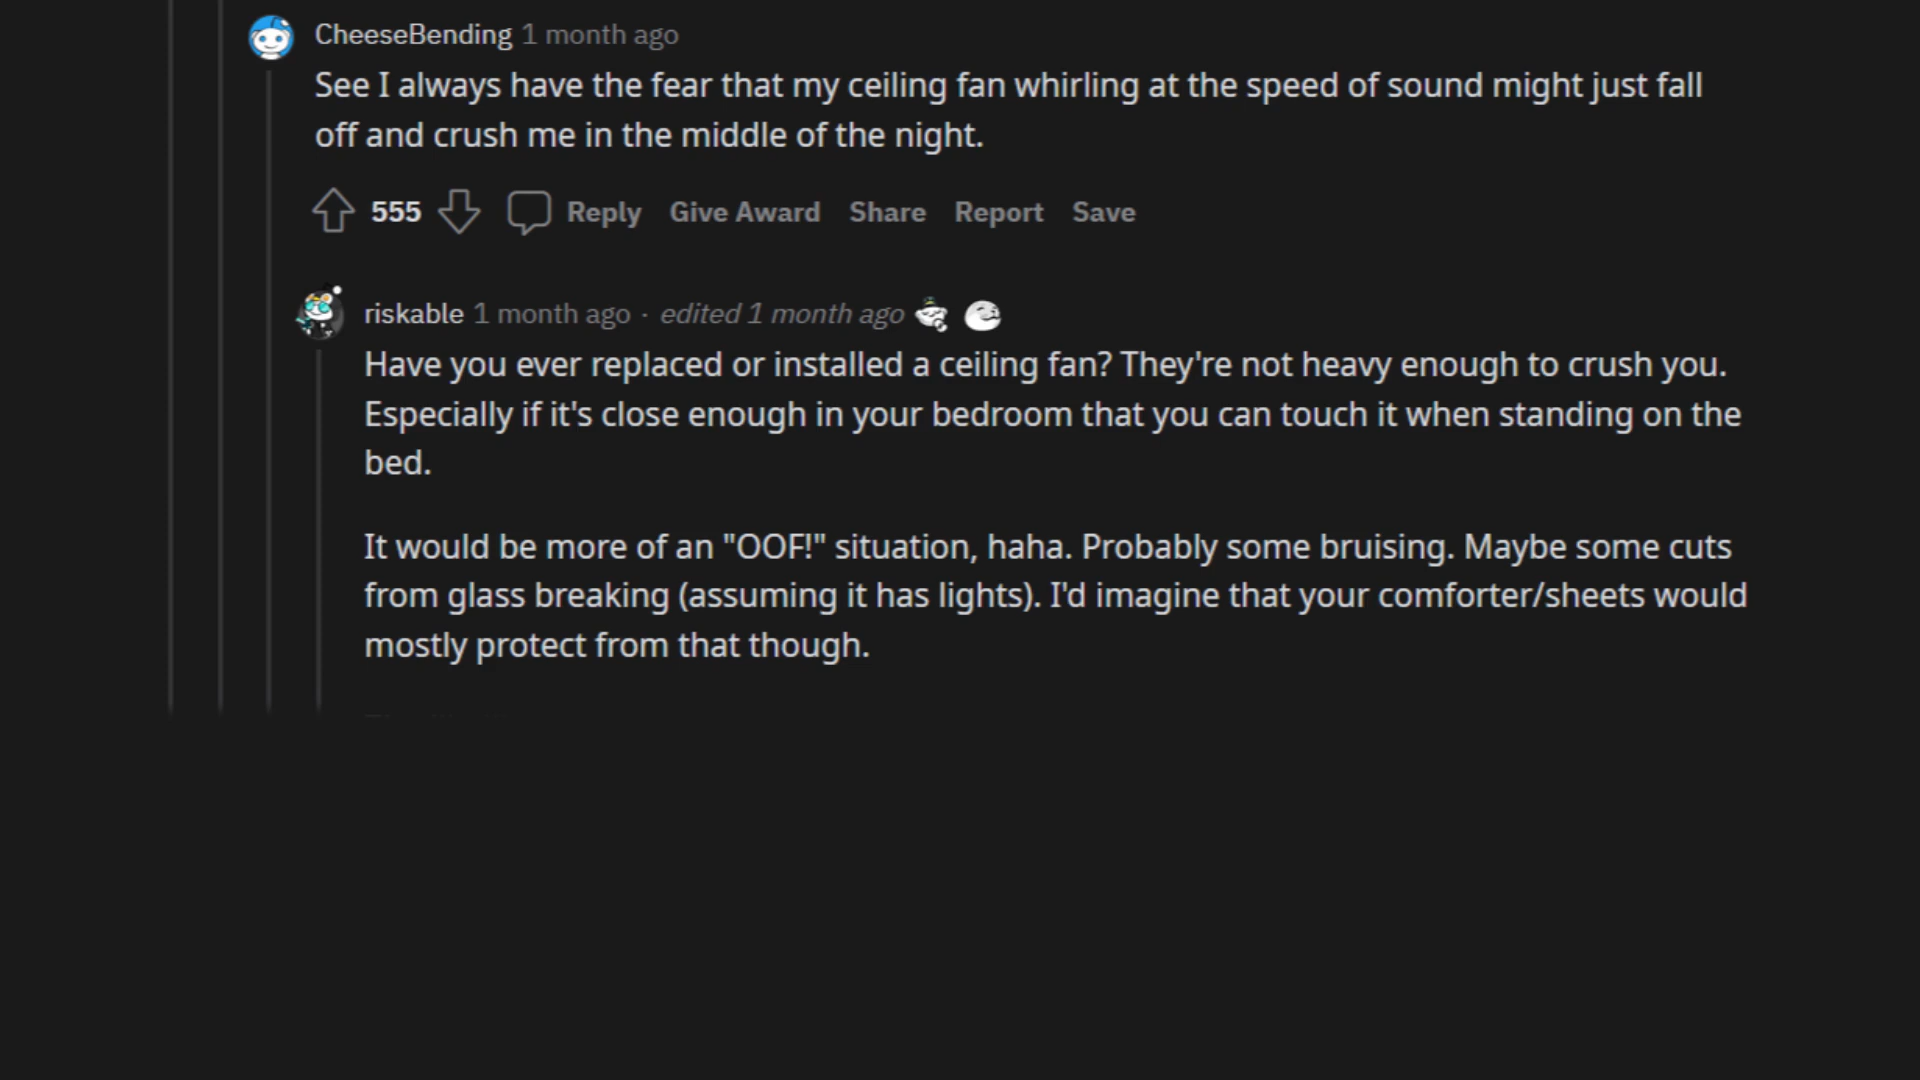 CheeseBending 1 month ago
See I always have the fear that my ceiling fan whirling at the speed of sound might just fall
off and crush me in the middle of the night.
555 Reply Give Award Share Report Save
riskable 1 month ago · edited 1 month ago
Have you ever replaced or installed a ceiling fan? They're not heavy enough to crush you.
Especially if it's close enough in your bedroom that you can touch it when standing on the
bed.
It would be more of an "OOF!" situation, haha. Probably some bruising. Maybe some cuts
from glass breaking (assuming it has lights). I'd imagine that your comforter/sheets would
mostly protect from that though.